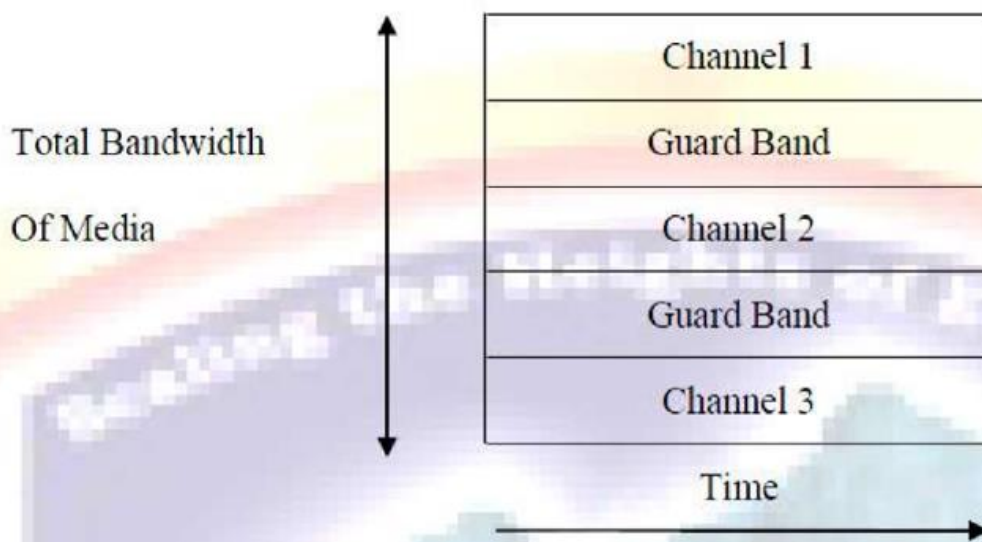 Channel 1
Total Bandwidth
Guard Band
Of Media
Channel 2
Guard Band
Channel 3
Time